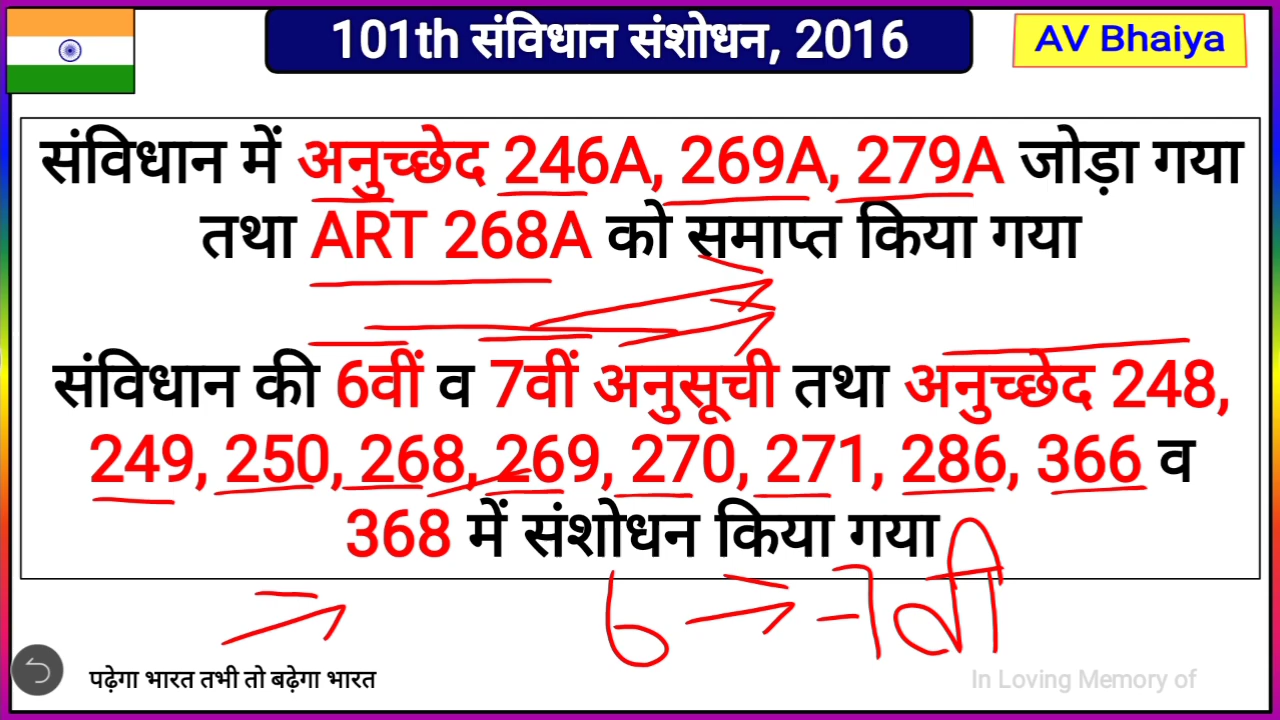 101th संविधान संशोधन, 2016
AV Bhaiya
संविधान में अनुच्छेद 246A, 269A, 279A जोड़ा गया
तथा ART 268A को समाप्त किया गया
संविधान की 6वीं व 7वीं अनुसूची तथा अनुच्छेद 248,
249, 250, 268, 269, 270, 271, 286, 366 व
368 में संशोधन किया गया
6 → 7वी
पढ़ेगा भारत तभी तो बढ़ेगा भारत
In Loving Memory of